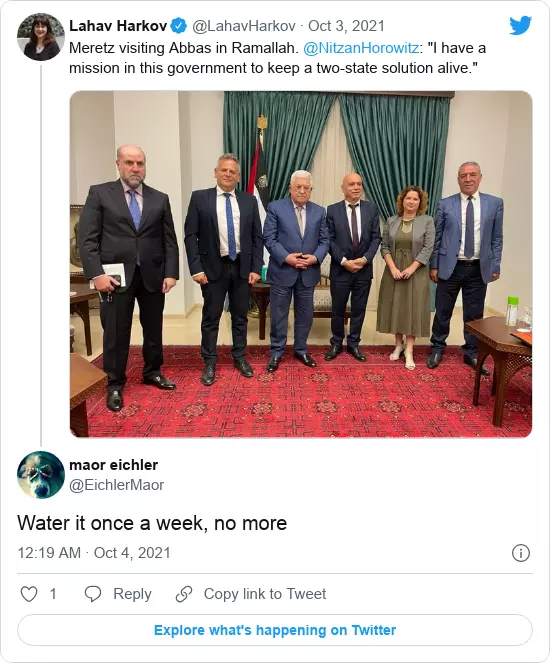 Lahav Harkov @LahavHarkov · Oct 3, 2021
Meretz visiting Abbas in Ramallah. @NitzanHorowitz: "I have a
mission in this government to keep a two-state solution alive."
maor eichler
@EichlerMaor
Water it once a week, no more
12:19 AM · Oct 4, 2021
1 Reply Copy link to Tweet
Explore what's happening on Twitter